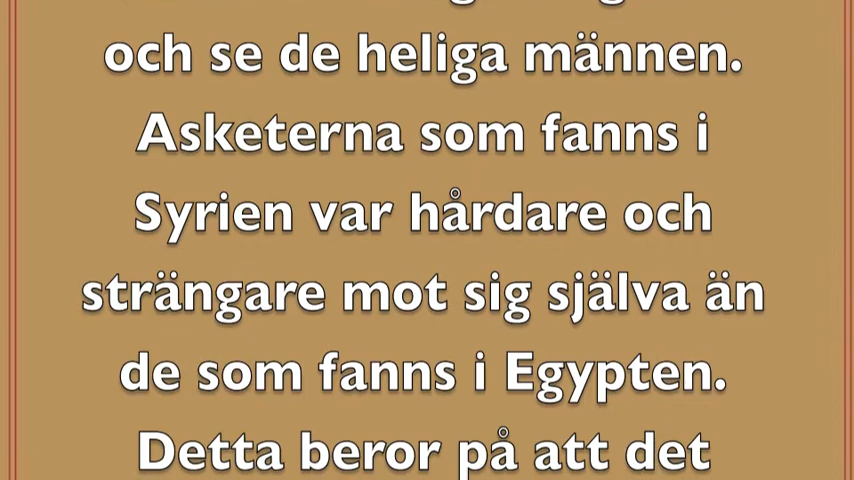 och se de heliga männen.
Asketerna som fanns i
Syrien var hårdare och
strängare mot sig själva än
de som fanns i Egypten.
Detta beror på att det